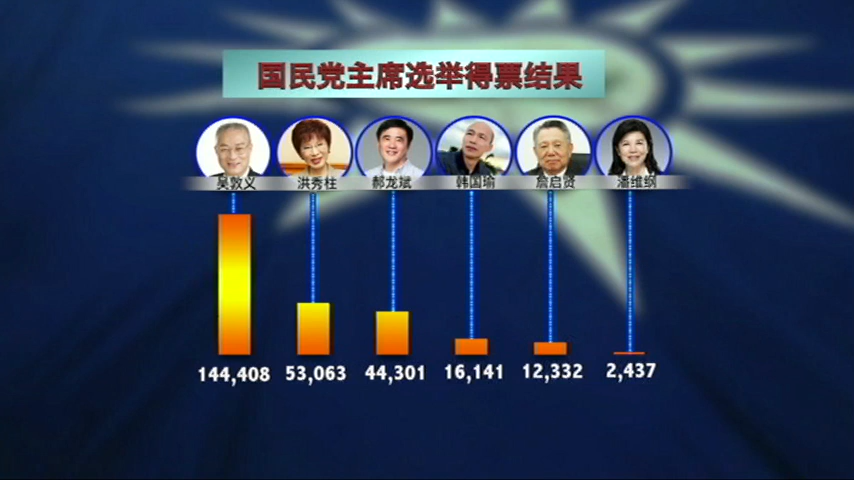 国民党主席选举得票结果
吴敦义 洪秀柱 郝龙斌 韩国瑜 詹启贤 潘维纲
144,408 53,063 44,301 16,141 12,332 2,437